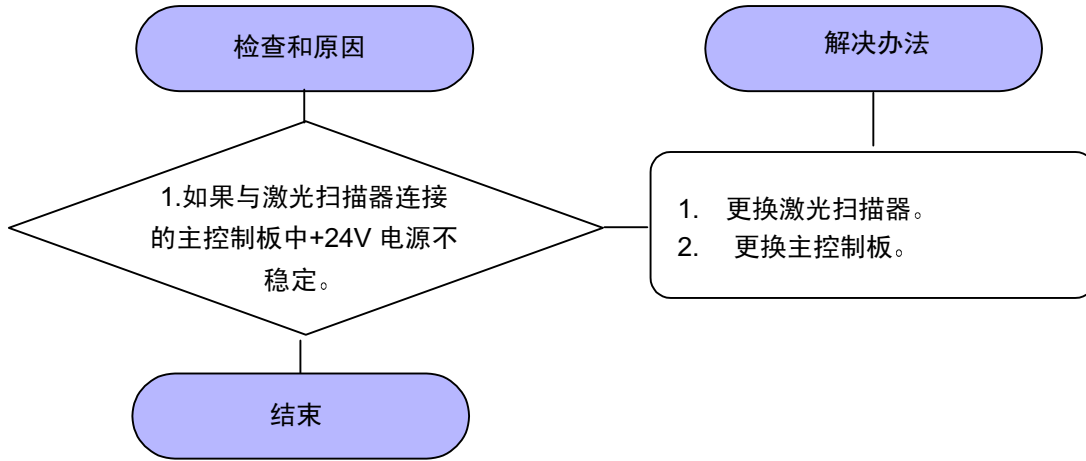 检查和原因
解决办法
1.如果与激光扫描器连接
的主控制板中+24V 电源不
稳定。
1. 更换激光扫描器。
2. 更换主控制板。
结束